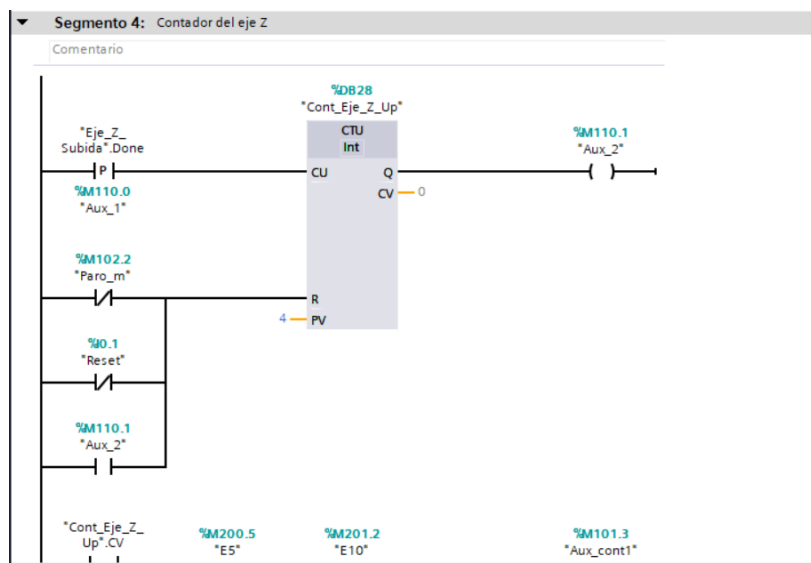 Segmento 4: Contador del eje Z
Comentario
%DB28
"Cont_Eje_Z_Up"
CTU
Int
"Eje_Z_
Subida".Done
P
%M110.0
"Aux_1"
CU
Q
CV
0
%M110.1
"Aux_2"
%M102.2
"Paro_m"
R
4
PV
%I0.1
"Reset"
%M110.1
"Aux_2"
"Cont_Eje_Z_
Up".CV
%M200.5
"E5"
%M201.2
"E10"
%M101.3
"Aux_cont1"